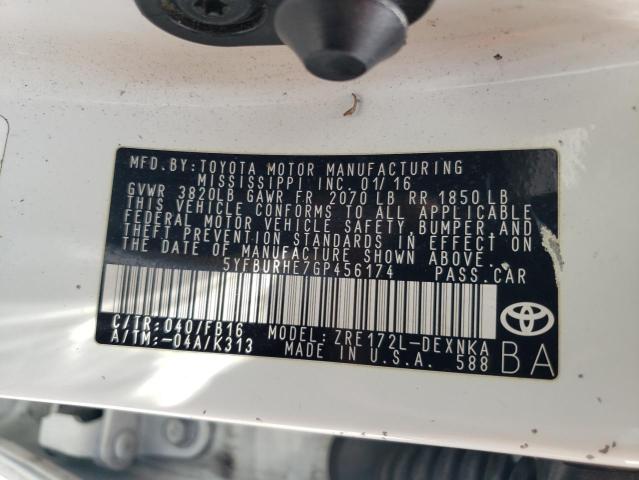 MFD.BY: TOYOTA MOTOR MANUFACTURING
MISSISSIPPI INC. 01/16
GVWR 3820LB GAWR FR 2070 LB RR 1850 LB
THIS VEHICLE CONFORMS TO ALL APPLICABLE
FEDERAL MOTOR VEHICLE SAFETY,BUMPER,AND
THEFT PREVENTION STANDARDS IN EFFECT ON
THE DATE OF MANUFACTURE SHOWN ABOVE.
5YFBURHE7GP456174 PASS.CAR
C/TR: 040/FB16 MODEL: ZRE172L-DEXNKA
A/TM:-04A/K313 MADE IN U.S.A. 588
BA